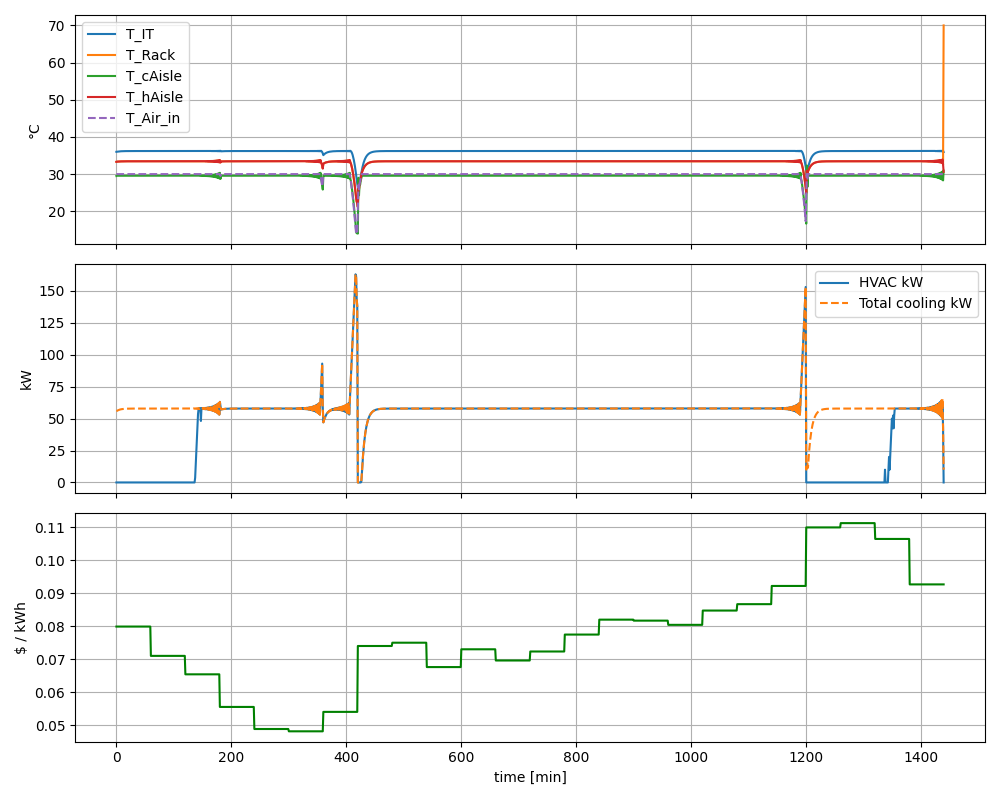 70
60
50
40
30
20
°C
T_IT
T_Rack
T_cAisle
T_hAisle
T_Air_in
150
125
100
75
50
25
0
kW
HVAC kW
Total cooling kW
0.11
0.10
0.09
0.08
0.07
0.06
0.05
$ / kWh
0 200 400 600 800 1000 1200 1400
time [min]